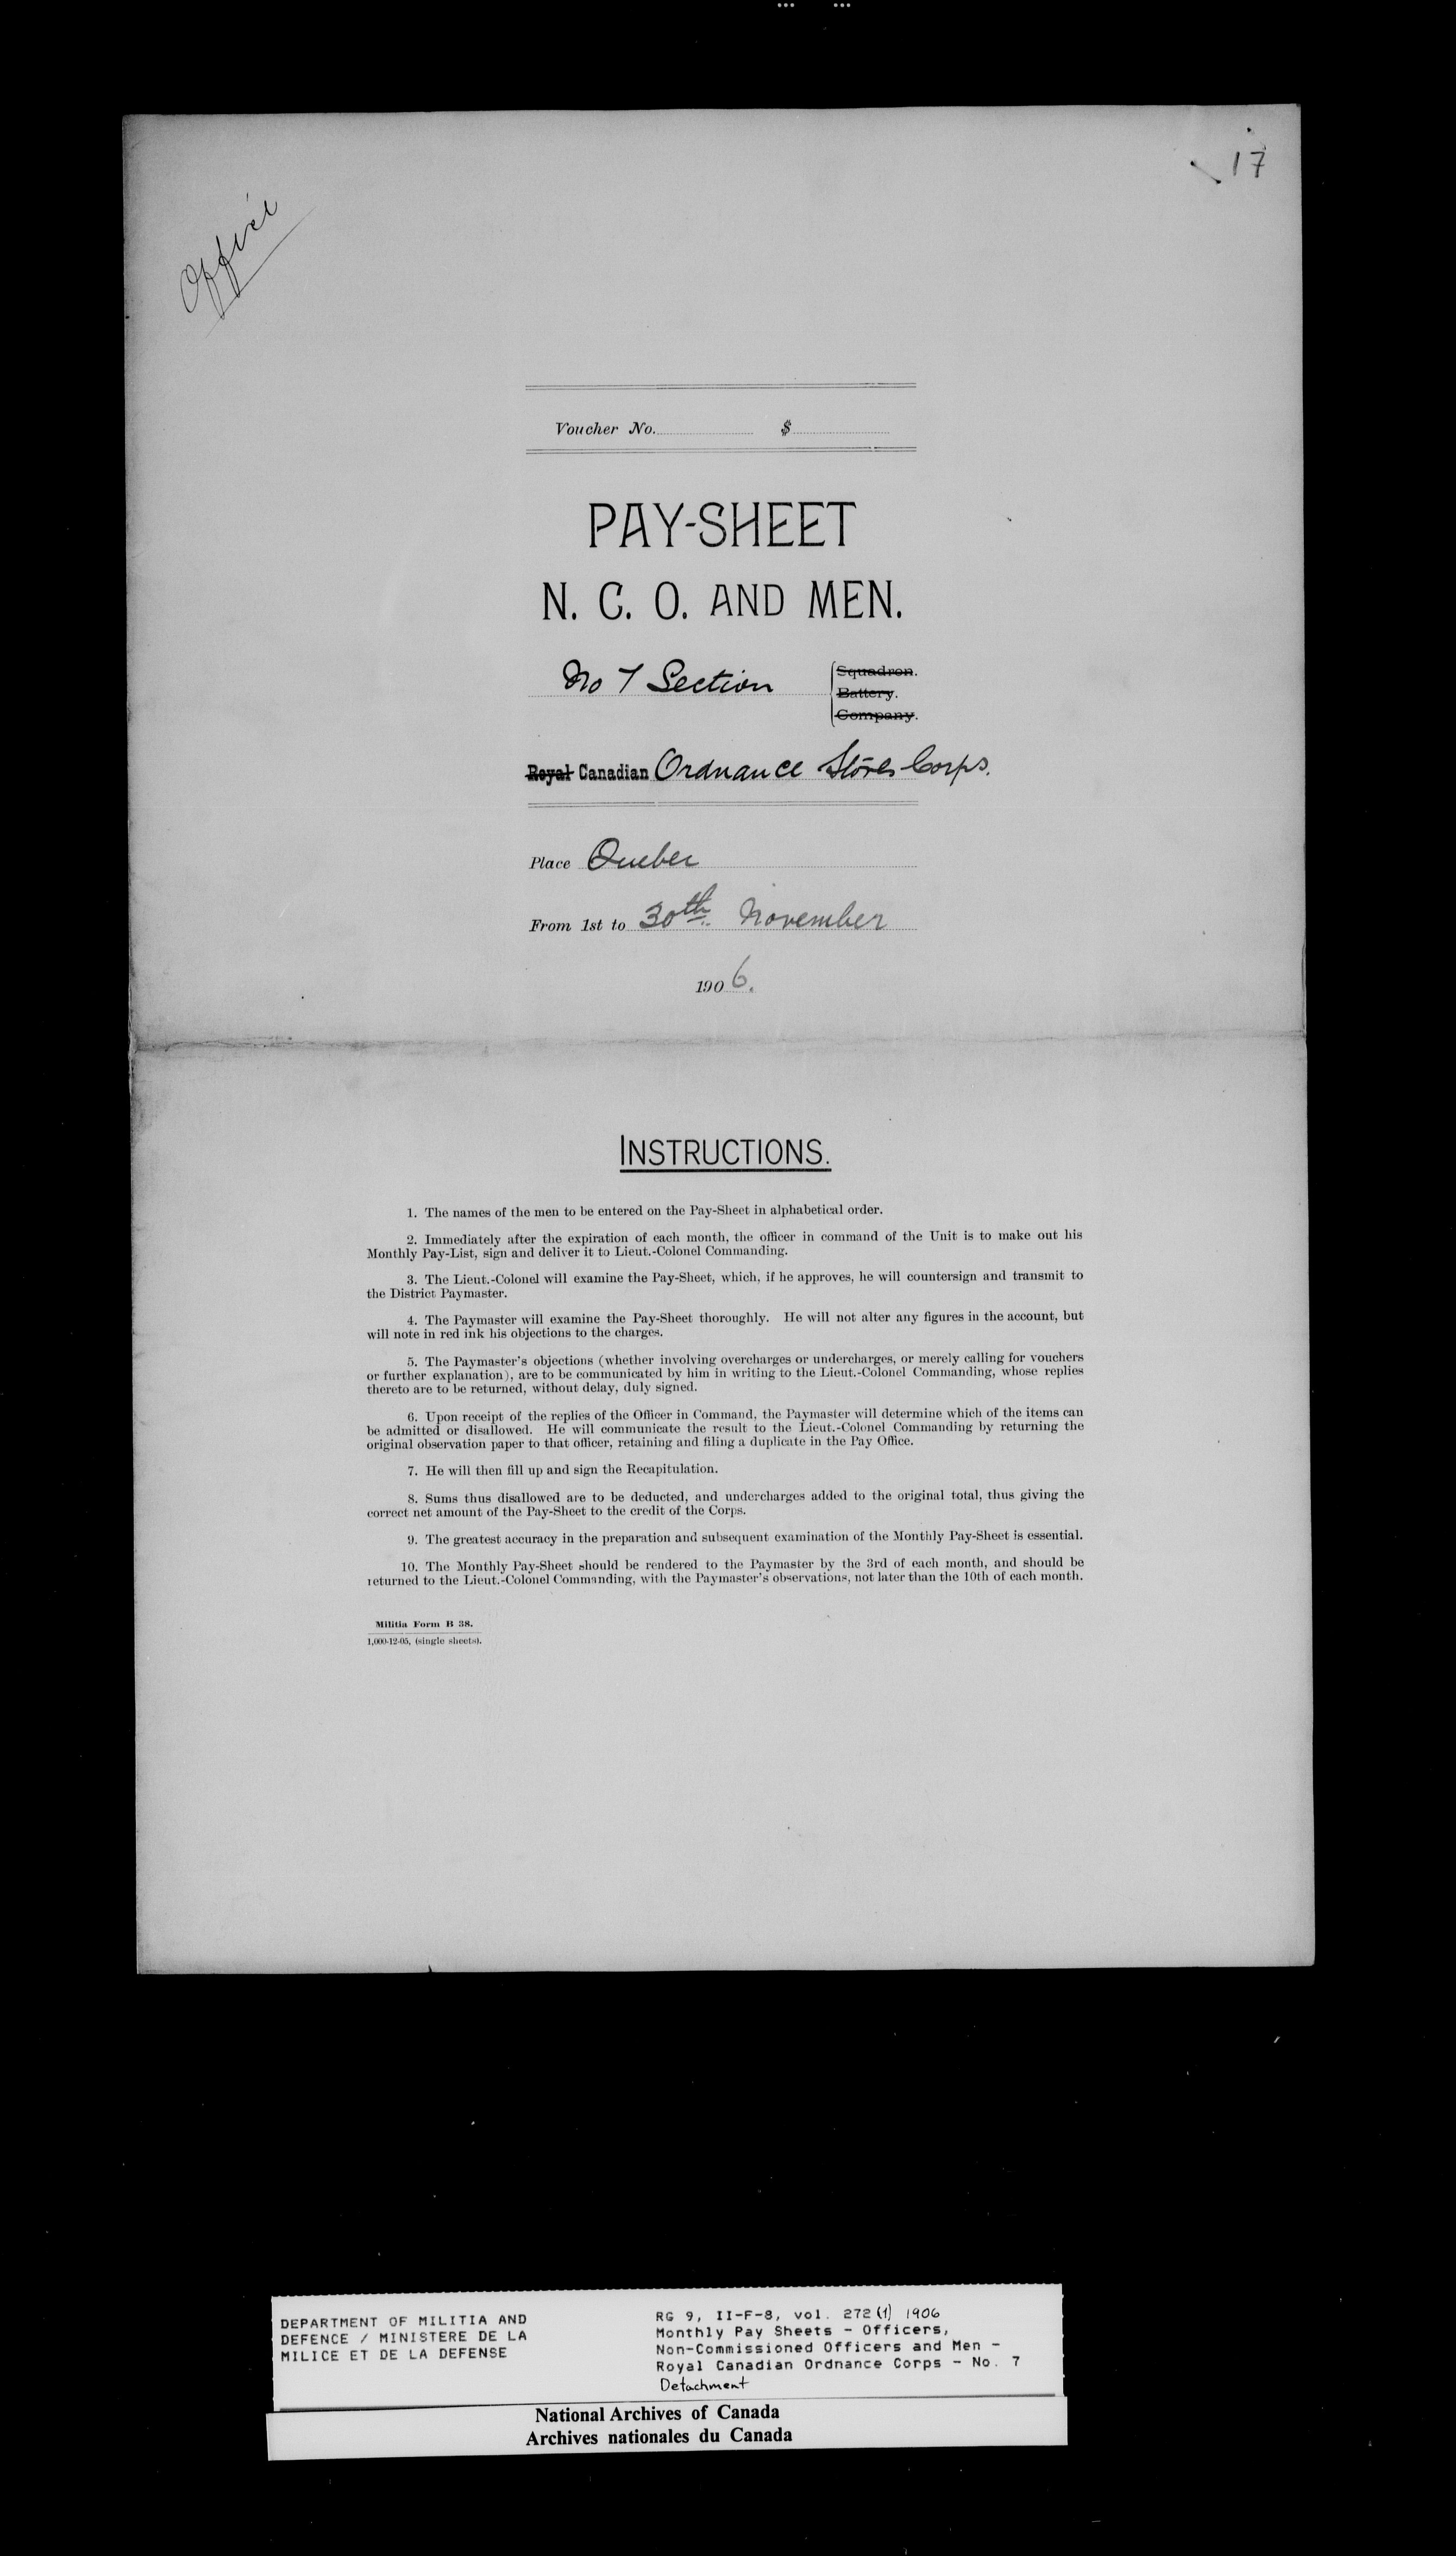 17
Office
Voucher No. $
PAY-SHEET
N. C. O. AND MEN.
No 7 Section
Squadron.
Battery.
Company.
Royal Canadian Ordnance Stores Corps.
Place Quebec
From 1st to 30th November
1906.
INSTRUCTIONS.
1. The names of the men to be entered on the Pay-Sheet in alphabetical order.
2. Immediately after the expiration of each month, the officer in command of the Unit is to make out his
Monthly Pay-List, sign and deliver it to Lieut.-Colonel Commanding.
3. The Lieut.-Colonel will examine the Pay-Sheet, which, if he approves, he will countersign and transmit to
the District Paymaster.
4. The Paymaster will examine the Pay-Sheet thoroughly. He will not alter any figures in the account, but
will note in red ink his objections to the charges.
5. The Paymaster's objections (whether involving overcharges or undercharges, or merely calling for vouchers
or further explanation), are to be communicated by him in writing to the Lieut.-Colonel Commanding, whose replies
thereto are to be returned, without delay, duly signed.
6. Upon receipt of the replies of the Officer in Command, the Paymaster will determine which of the items can
be admitted or disallowed. He will communicate the result to the Lieut.-Colonel Commanding by returning the
original observation paper to that officer, retaining and filing a duplicate in the Pay Office.
7. He will then fill up and sign the Recapitulation.
8. Sums thus disallowed are to be deducted, and undercharges added to the original total, thus giving the
correct net amount of the Pay-Sheet to the credit of the Corps.
9. The greatest accuracy in the preparation and subsequent examination of the Monthly Pay-Sheet is essential.
10. The Monthly Pay-Sheet should be rendered to the Paymaster by the 3rd of each month, and should be
returned to the Lieut.-Colonel Commanding, with the Paymaster's observations, not later than the 10th of each month.
Militia Form B 38.
1,000-12-05, (single sheets).
DEPARTMENT OF MILITIA AND
DEFENCE / MINISTERE DE LA
MILICE ET DE LA DEFENSE
RG 9, II-F-8, vol. 272 (1) 1906
Monthly Pay Sheets - Officers,
Non-Commissioned Officers and Men -
Royal Canadian Ordnance Corps - No. 7
Detachment
National Archives of Canada
Archives nationales du Canada